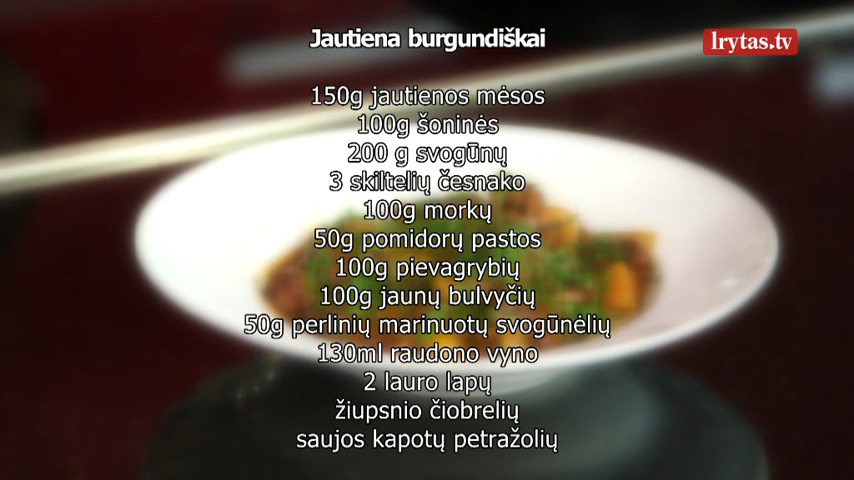 Jautiena burgundiškai
lrytas.tv
150g jautienos mėsos
100g šoninės
200 g svogūnų
3 skiltelių česnako
100g morkų
50g pomidorų pastos
100g pievagrybių
100g jaunų bulvyčių
50g perlinių marinuotų svogūnėlių
130ml raudono vyno
2 lauro lapų
žiupsnio čiobrelių
saujos kapotų petražolių